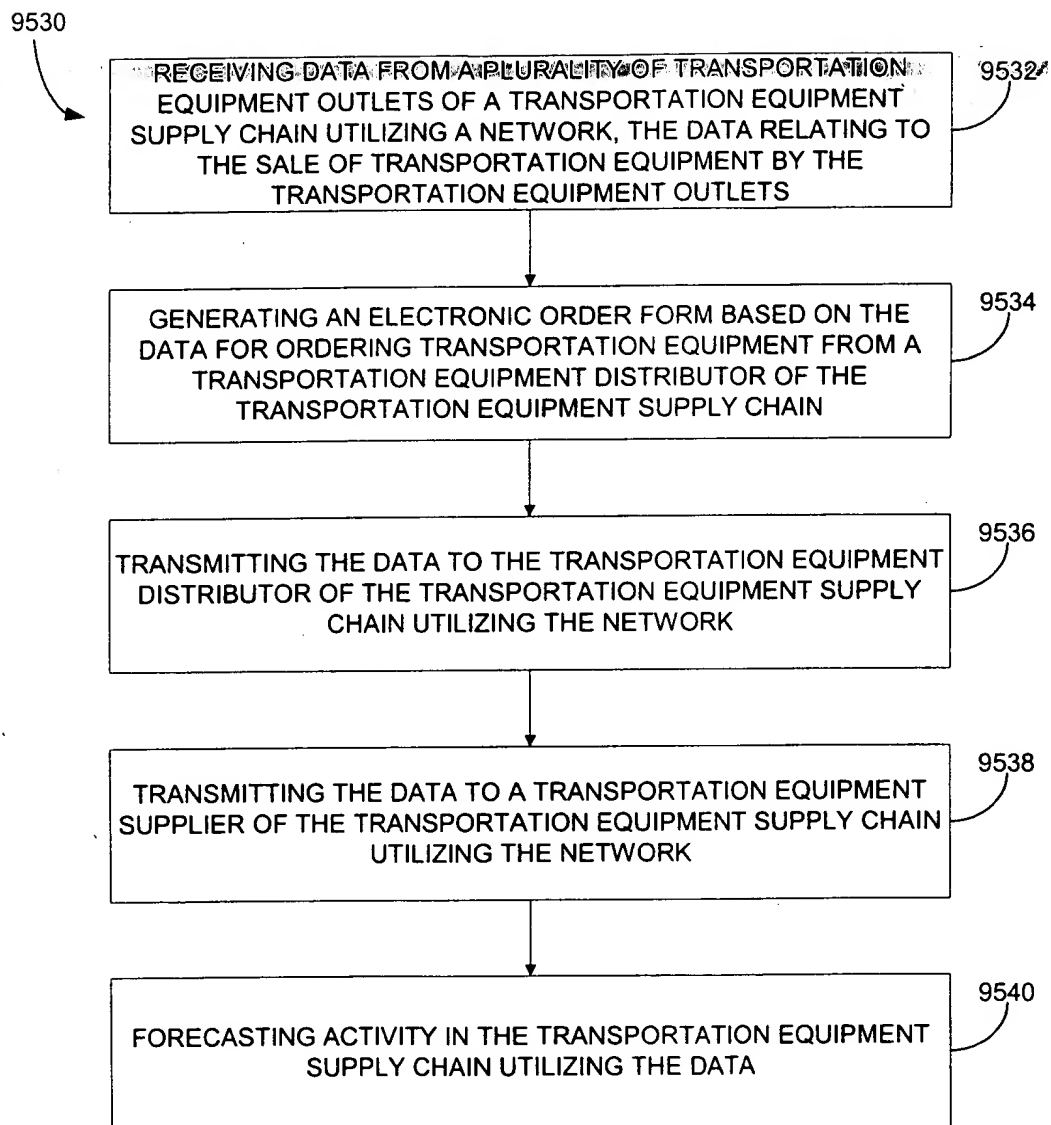 9530
RECEIVING DATA FROM A PLURALITY OF TRANSPORTATION
EQUIPMENT OUTLETS OF A TRANSPORTATION EQUIPMENT
SUPPLY CHAIN UTILIZING A NETWORK, THE DATA RELATING TO
THE SALE OF TRANSPORTATION EQUIPMENT BY THE
TRANSPORTATION EQUIPMENT OUTLETS
9532
GENERATING AN ELECTRONIC ORDER FORM BASED ON THE
DATA FOR ORDERING TRANSPORTATION EQUIPMENT FROM A
TRANSPORTATION EQUIPMENT DISTRIBUTOR OF THE
TRANSPORTATION EQUIPMENT SUPPLY CHAIN
9534
TRANSMITTING THE DATA TO THE TRANSPORTATION EQUIPMENT
DISTRIBUTOR OF THE TRANSPORTATION EQUIPMENT SUPPLY
CHAIN UTILIZING THE NETWORK
9536
TRANSMITTING THE DATA TO A TRANSPORTATION EQUIPMENT
SUPPLIER OF THE TRANSPORTATION EQUIPMENT SUPPLY CHAIN
UTILIZING THE NETWORK
9538
FORECASTING ACTIVITY IN THE TRANSPORTATION EQUIPMENT
SUPPLY CHAIN UTILIZING THE DATA
9540